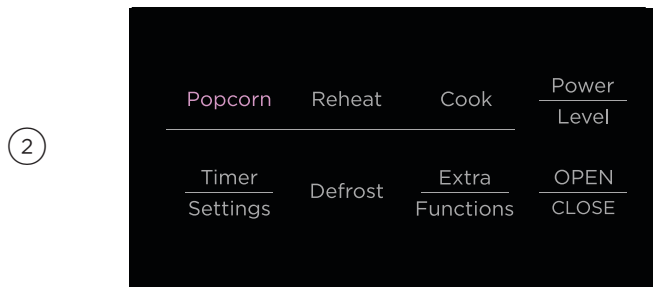 2
Popcorn Reheat Cook Power
Level
Timer Defrost Extra OPEN
Settings Functions CLOSE